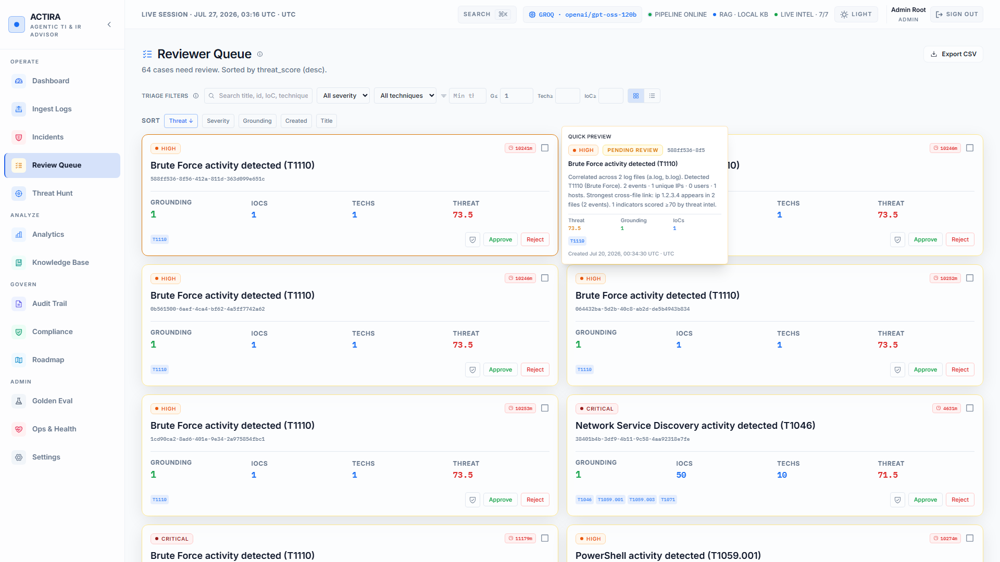 ACTIRA
AGENTIC TI & IR
ADVISOR
OPERATE
Dashboard
Ingest Logs
Incidents
Review Queue
Threat Hunt
ANALYZE
Analytics
Knowledge Base
GOVERN
Audit Trail
Compliance
Roadmap
ADMIN
Golden Eval
Ops & Health
Settings
LIVE SESSION · JUL 27, 2026, 03:16 UTC · UTC
SEARCH ⌘K
GROQ · openai/gpt-oss-120b
PIPELINE ONLINE
RAG · LOCAL KB
LIVE INTEL · 7/7
LIGHT
Admin Root
ADMIN
SIGN OUT
Reviewer Queue
Export CSV
64 cases need review. Sorted by threat_score (desc).
TRIAGE FILTERS
Search title, id, IoC, technique
All severity
All techniques
Min tl
G≤ 1
Tech≥
IoC≥
SORT Threat ↓ Severity Grounding Created Title
HIGH 10241m
Brute Force activity detected (T1110)
588ff536-8f56-412a-811d-363d099e651c
GROUNDING IOCS TECHS THREAT
1 1 1 73.5
T1110 Approve Reject
QUICK PREVIEW
HIGH PENDING REVIEW 588ff536-8f5
Brute Force activity detected (T1110)
Correlated across 2 log files (a.log, b.log). Detected
T1110 (Brute Force). 2 events · 1 unique IPs · 0 users · 1
hosts. Strongest cross-file link: ip 1.2.3.4 appears in 2
files (2 events). 1 indicators scored ≥70 by threat intel.
Threat Grounding IoCs
73.5 1 1
T1110
Created Jul 20, 2026, 00:34:30 UTC · UTC
10246m
10)
TECHS THREAT
1 73.5
Approve Reject
HIGH 10246m
Brute Force activity detected (T1110)
0b561500-6aef-4ca4-bf62-4a5ff7742a62
GROUNDING IOCS TECHS THREAT
1 1 1 73.5
T1110 Approve Reject
HIGH 10252m
Brute Force activity detected (T1110)
064432ba-5d2b-40c8-ab2d-de5b4943b834
GROUNDING IOCS TECHS THREAT
1 1 1 73.5
T1110 Approve Reject
HIGH 10253m
Brute Force activity detected (T1110)
1cd90ca2-8ad6-401e-9e34-2a975854fbc1
GROUNDING IOCS TECHS THREAT
1 1 1 73.5
T1110 Approve Reject
CRITICAL 4631m
Network Service Discovery activity detected (T1046)
38401b4b-3df9-4b11-9c58-4aa92318e7fe
GROUNDING IOCS TECHS THREAT
1 50 10 71.5
T1046 T1059.001 T1059.003 T1071 Approve Reject
CRITICAL 11179m
Brute Force activity detected (T1110)
HIGH 10274m
PowerShell activity detected (T1059.001)